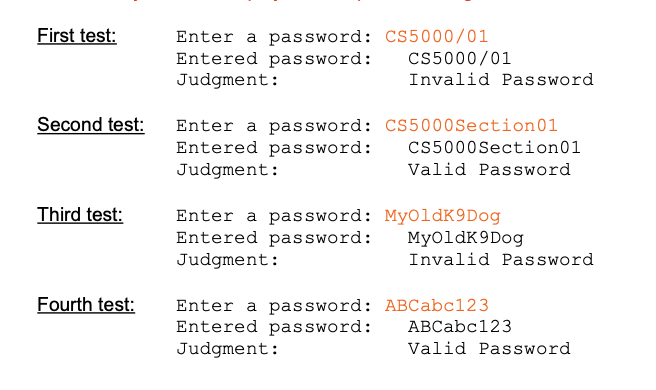 First test: Enter a password: CS5000/01
Entered password: CS5000/01
Judgment: Invalid Password
Second test: Enter a password: CS5000Section01
Entered password: CS5000Section01
Judgment: Valid Password
Third test: Enter a password: MyOldK9Dog
Entered password: MyOldK9Dog
Judgment: Invalid Password
Fourth test: Enter a password: ABCabc123
Entered password: ABCabc123
Judgment: Valid Password